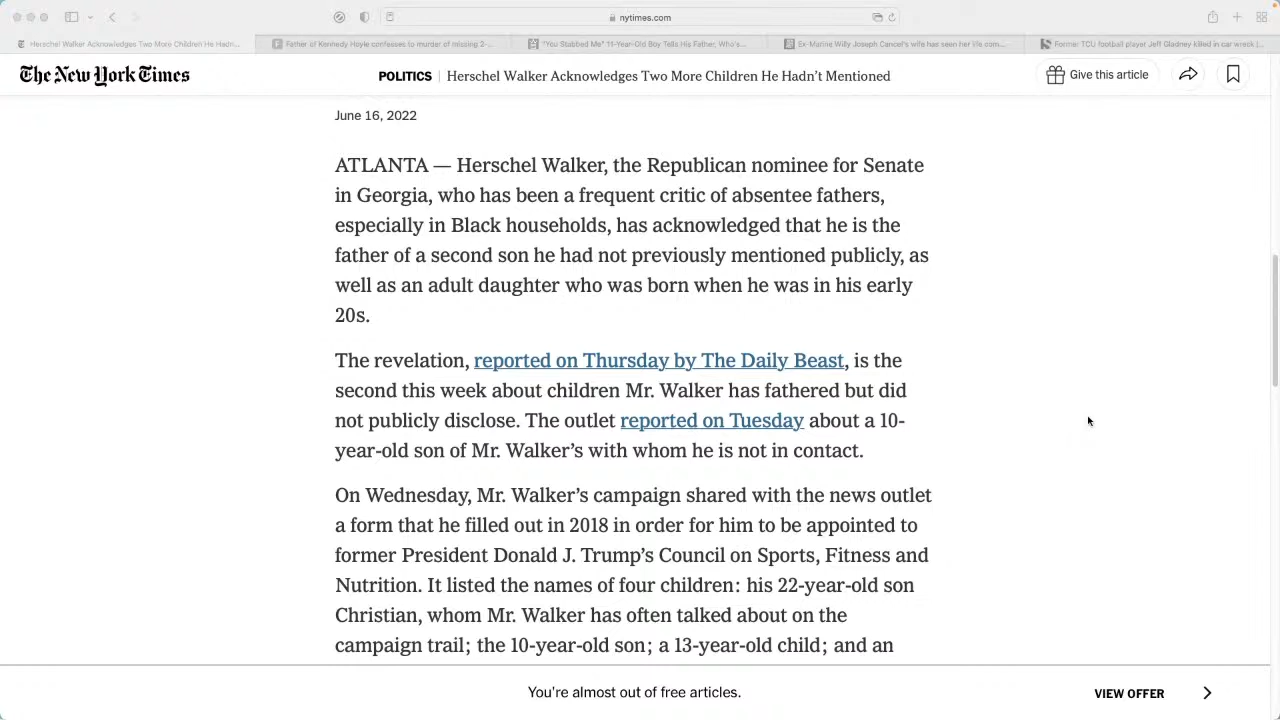 nytimes.com
Herschel Walker Acknowledges Two More Children He Hadn't Mentioned...
Father of Kennedy Hoyle confesses to murder of missing 2-...
"You Stabbed Me" 11-Year-Old Boy Tells His Father, Who's...
Ex-Marine Willy Joseph Cancel's wife has seen her life com...
Former TCU football player Jeff Gladney killed in car wreck |...
The New York Times
POLITICS | Herschel Walker Acknowledges Two More Children He Hadn't Mentioned
Give this article
June 16, 2022
ATLANTA — Herschel Walker, the Republican nominee for Senate
in Georgia, who has been a frequent critic of absentee fathers,
especially in Black households, has acknowledged that he is the
father of a second son he had not previously mentioned publicly, as
well as an adult daughter who was born when he was in his early
20s.
The revelation, reported on Thursday by The Daily Beast, is the
second this week about children Mr. Walker has fathered but did
not publicly disclose. The outlet reported on Tuesday about a 10-
year-old son of Mr. Walker's with whom he is not in contact.
On Wednesday, Mr. Walker's campaign shared with the news outlet
a form that he filled out in 2018 in order for him to be appointed to
former President Donald J. Trump's Council on Sports, Fitness and
Nutrition. It listed the names of four children: his 22-year-old son
Christian, whom Mr. Walker has often talked about on the
campaign trail; the 10-year-old son; a 13-year-old child; and an
You're almost out of free articles.
VIEW OFFER